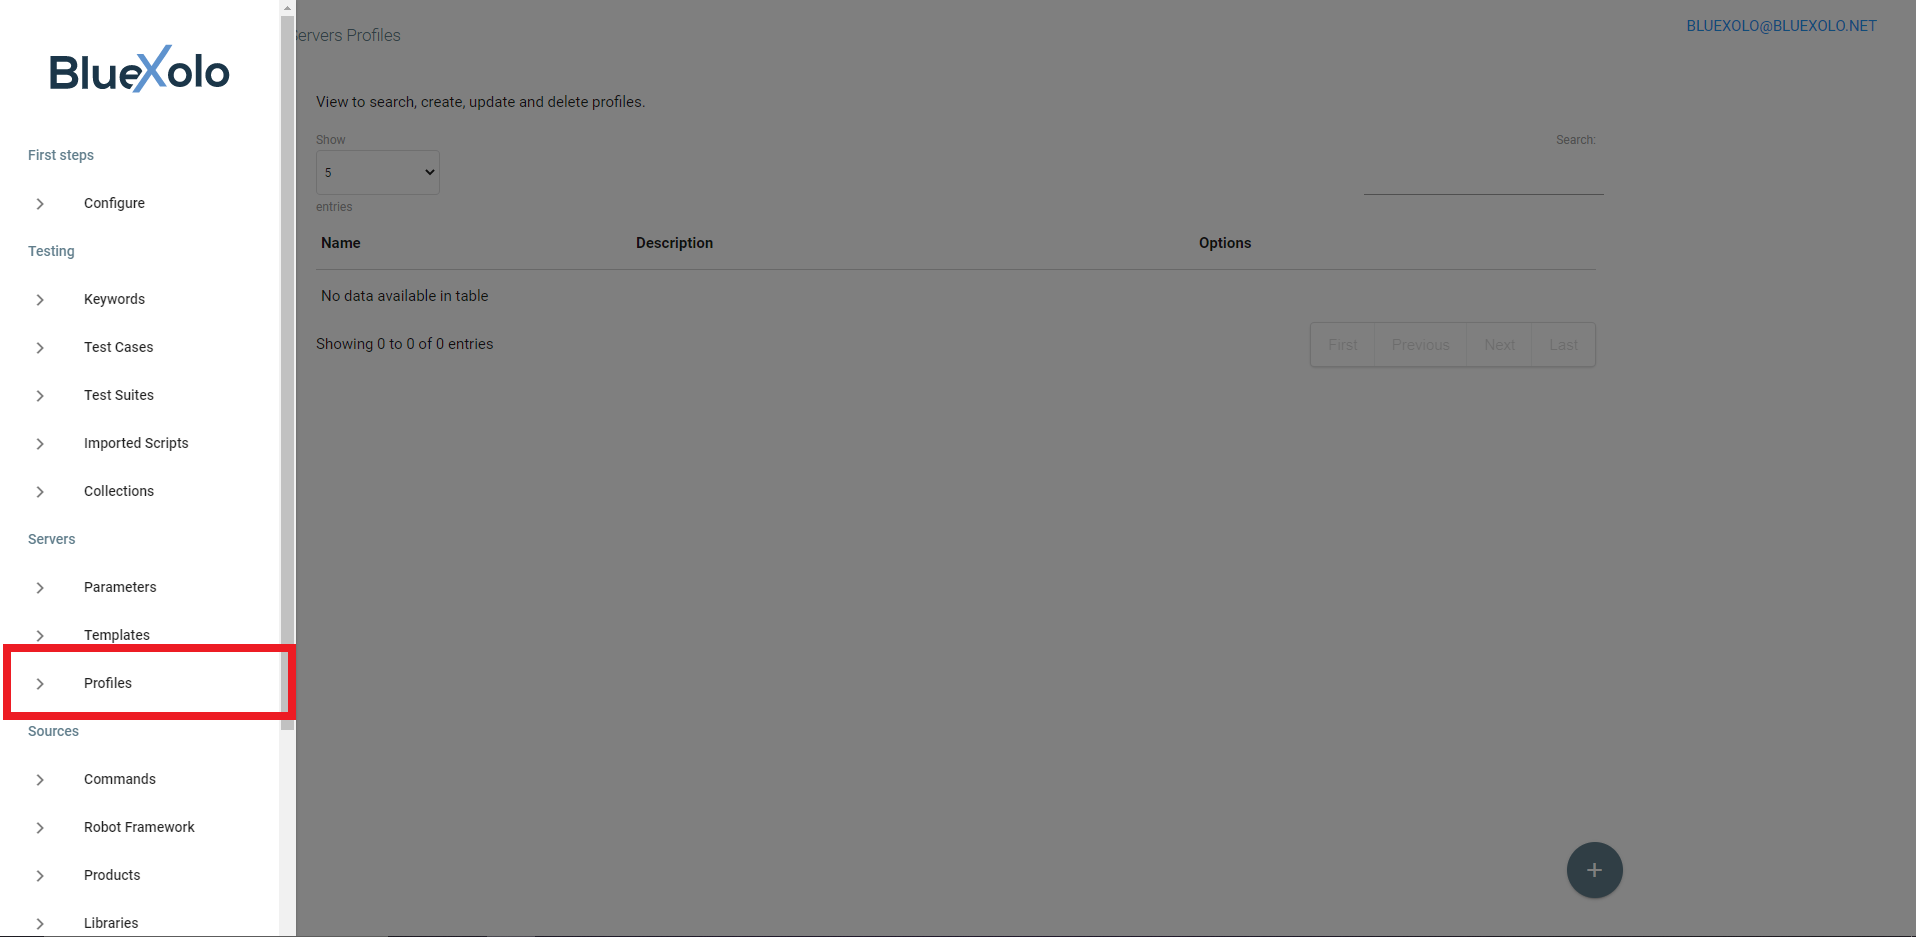 BlueXolo
First steps
Configure
Testing
Keywords
Test Cases
Test Suites
Imported Scripts
Collections
Servers
Parameters
Templates
Profiles
Sources
Commands
Robot Framework
Products
Libraries
ervers Profiles
BLUEXOLO@BLUEXOLO.NET
View to search, create, update and delete profiles.
Show
5
entries
Search:
Name Description Options
No data available in table
Showing 0 to 0 of 0 entries
First Previous Next Last
+